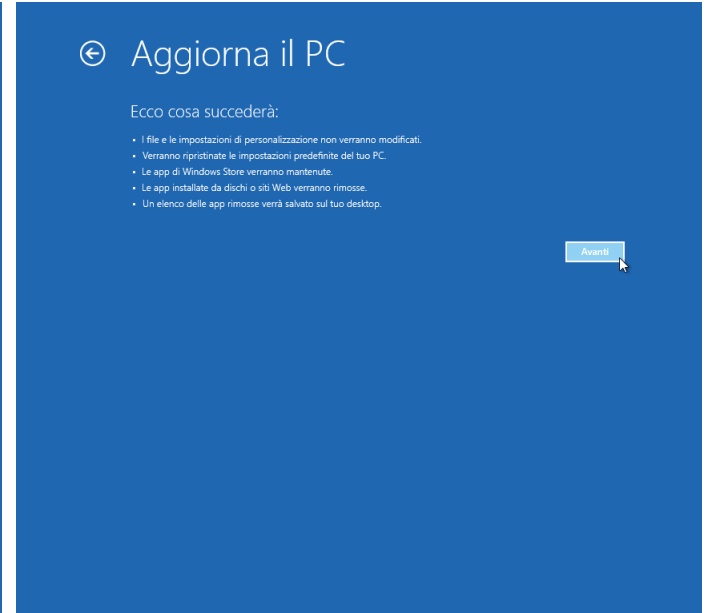 Aggiorna il PC
Ecco cosa succederà:
• I file e le impostazioni di personalizzazione non verranno modificati.
• Verranno ripristinate le impostazioni predefinite del tuo PC.
• Le app di Windows Store verranno mantenute.
• Le app installate da dischi o siti Web verranno rimosse.
• Un elenco delle app rimosse verrà salvato sul tuo desktop.
Avanti